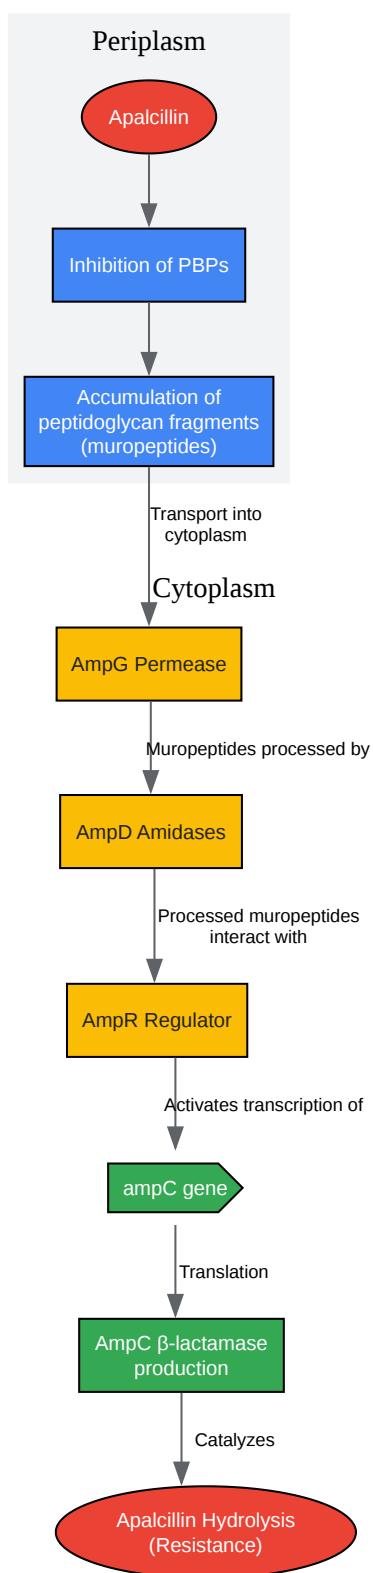 Periplasm
Apalcillin
Inhibition of PBPs
Accumulation of
peptidoglycan fragments
(muropeptides)
Transport into
cytoplasm
Cytoplasm
AmpG Permease
Muropeptides processed by
AmpD Amidases
Processed muropeptides
interact with
AmpR Regulator
Activates transcription of
ampC gene
Translation
AmpC β-lactamase
production
Catalyzes
Apalcillin Hydrolysis
(Resistance)